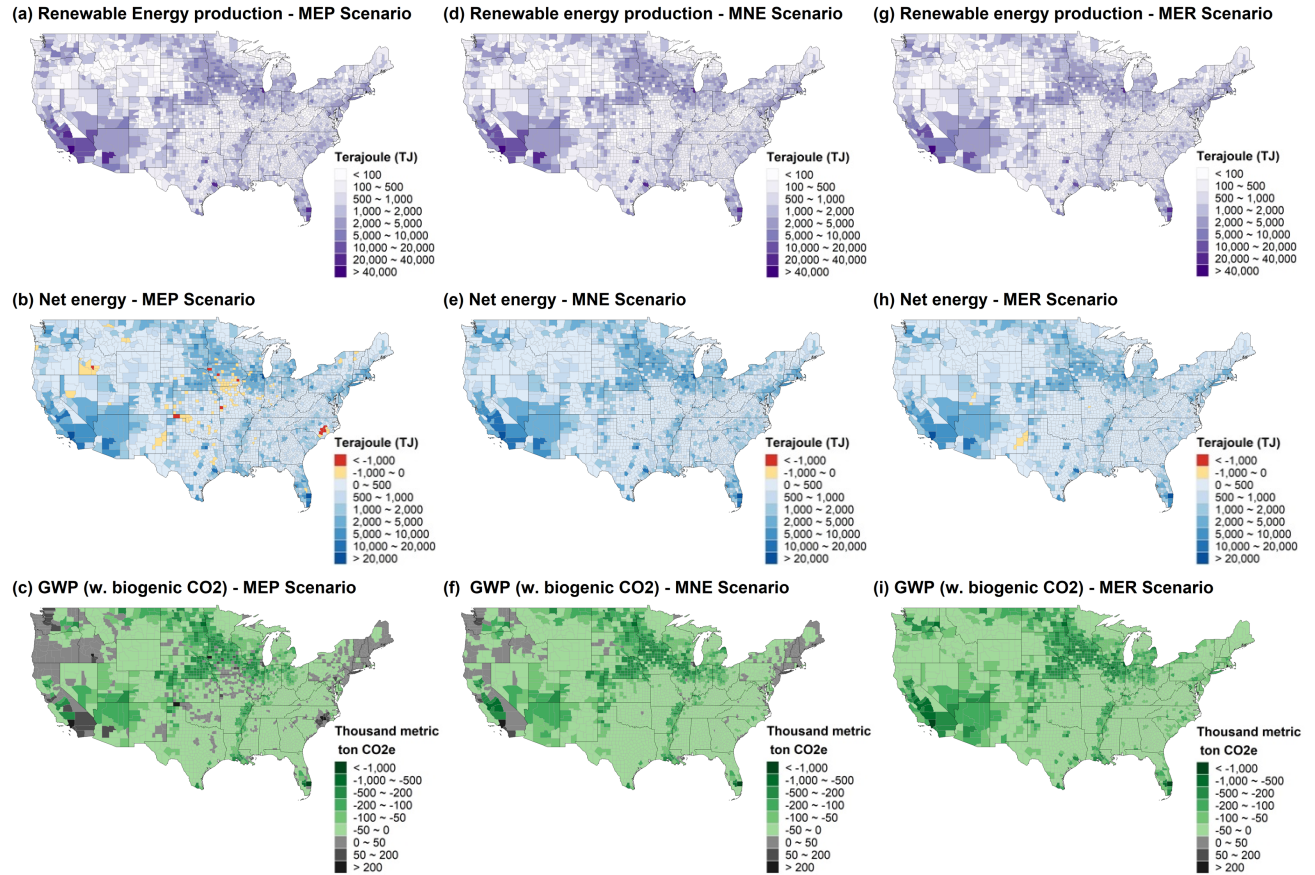 (a) Renewable Energy production - MEP Scenario
Terajoule (TJ)
< 100
100 ~ 500
500 ~ 1,000
1,000 ~ 2,000
2,000 ~ 5,000
5,000 ~ 10,000
10,000 ~ 20,000
20,000 ~ 40,000
> 40,000
(d) Renewable energy production - MNE Scenario
Terajoule (TJ)
< 100
100 ~ 500
500 ~ 1,000
1,000 ~ 2,000
2,000 ~ 5,000
5,000 ~ 10,000
10,000 ~ 20,000
20,000 ~ 40,000
> 40,000
(g) Renewable energy production - MER Scenario
Terajoule (TJ)
< 100
100 ~ 500
500 ~ 1,000
1,000 ~ 2,000
2,000 ~ 5,000
5,000 ~ 10,000
10,000 ~ 20,000
20,000 ~ 40,000
> 40,000
(b) Net energy - MEP Scenario
Terajoule (TJ)
< -1,000
-1,000 ~ 0
0 ~ 500
500 ~ 1,000
1,000 ~ 2,000
2,000 ~ 5,000
5,000 ~ 10,000
10,000 ~ 20,000
> 20,000
(e) Net energy - MNE Scenario
Terajoule (TJ)
< -1,000
-1,000 ~ 0
0 ~ 500
500 ~ 1,000
1,000 ~ 2,000
2,000 ~ 5,000
5,000 ~ 10,000
10,000 ~ 20,000
> 20,000
(h) Net energy - MER Scenario
Terajoule (TJ)
< -1,000
-1,000 ~ 0
0 ~ 500
500 ~ 1,000
1,000 ~ 2,000
2,000 ~ 5,000
5,000 ~ 10,000
10,000 ~ 20,000
> 20,000
(c) GWP (w. biogenic CO2) - MEP Scenario
Thousand metric
ton CO2e
< -1,000
-1,000 ~ -500
-500 ~ -200
-200 ~ -100
-100 ~ -50
-50 ~ 0
0 ~ 50
50 ~ 200
> 200
(f) GWP (w. biogenic CO2) - MNE Scenario
Thousand metric
ton CO2e
< -1,000
-1,000 ~ -500
-500 ~ -200
-200 ~ -100
-100 ~ -50
-50 ~ 0
0 ~ 50
50 ~ 200
> 200
(i) GWP (w. biogenic CO2) - MER Scenario
Thousand metric
ton CO2e
< -1,000
-1,000 ~ -500
-500 ~ -200
-200 ~ -100
-100 ~ -50
-50 ~ 0
0 ~ 50
50 ~ 200
> 200